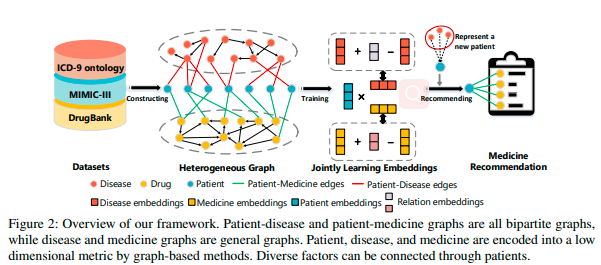 Represent a
new patient
ICD-9 ontology
MIMIC-III
DrugBank
Constructing
Training
Recommending
Datasets
Heterogeneous Graph
Jointly Learning Embeddings
Medicine
Recommendation
Disease
Drug
Patient
Patient-Medicine edges
Patient-Disease edges
Disease embeddings
Medicine embeddings
Patient embeddings
Relation embeddings
Figure 2: Overview of our framework. Patient-disease and patient-medicine graphs are all bipartite graphs,
while disease and medicine graphs are general graphs. Patient, disease, and medicine are encoded into a low
dimensional metric by graph-based methods. Diverse factors can be connected through patients.